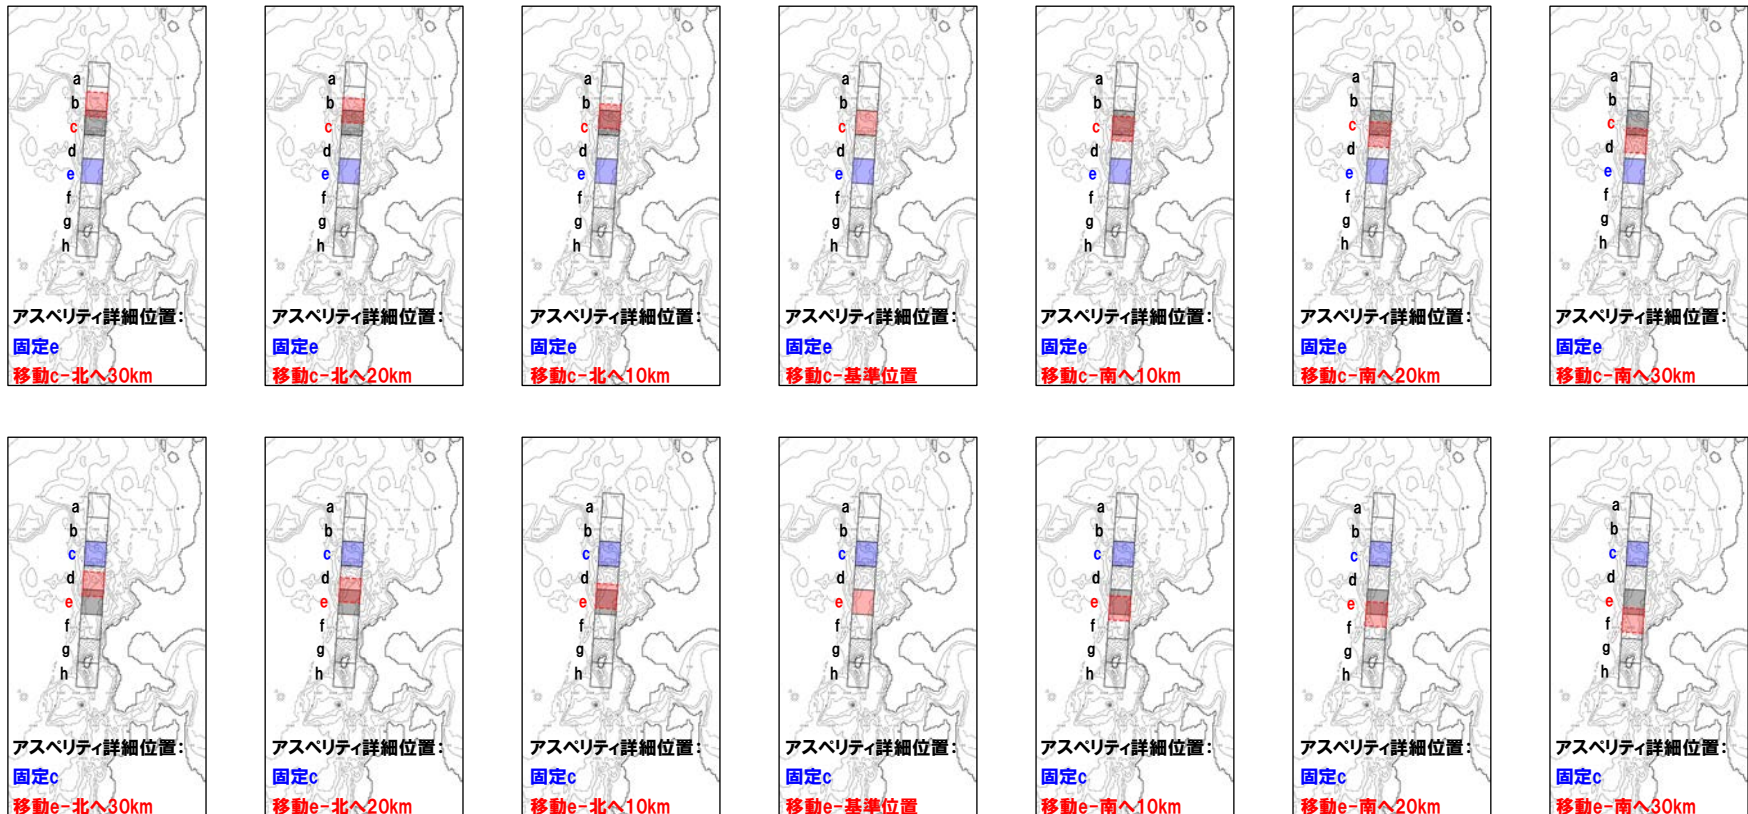 a
b
c
d
e
f
g
h
アスペリティ詳細位置:
固定e
移動c-北へ30km
a
b
c
d
e
f
g
h
アスペリティ詳細位置:
固定e
移動c-北へ20km
a
b
c
d
e
f
g
h
アスペリティ詳細位置:
固定e
移動c-北へ10km
a
b
c
d
e
f
g
h
アスペリティ詳細位置:
固定e
移動c-基準位置
a
b
c
d
e
f
g
h
アスペリティ詳細位置:
固定e
移動c-南へ10km
a
b
c
d
e
f
g
h
アスペリティ詳細位置:
固定e
移動c-南へ20km
a
b
c
d
e
f
g
h
アスペリティ詳細位置:
固定e
移動c-南へ30km
a
b
c
d
e
f
g
h
アスペリティ詳細位置:
固定c
移動e-北へ30km
a
b
c
d
e
f
g
h
アスペリティ詳細位置:
固定c
移動e-北へ20km
a
b
c
d
e
f
g
h
アスペリティ詳細位置:
固定c
移動e-北へ10km
a
b
c
d
e
f
g
h
アスペリティ詳細位置:
固定c
移動e-基準位置
a
b
c
d
e
f
g
h
アスペリティ詳細位置:
固定c
移動e-南へ10km
a
b
c
d
e
f
g
h
アスペリティ詳細位置:
固定c
移動e-南へ20km
a
b
c
d
e
f
g
h
アスペリティ詳細位置:
固定c
移動e-南へ30km